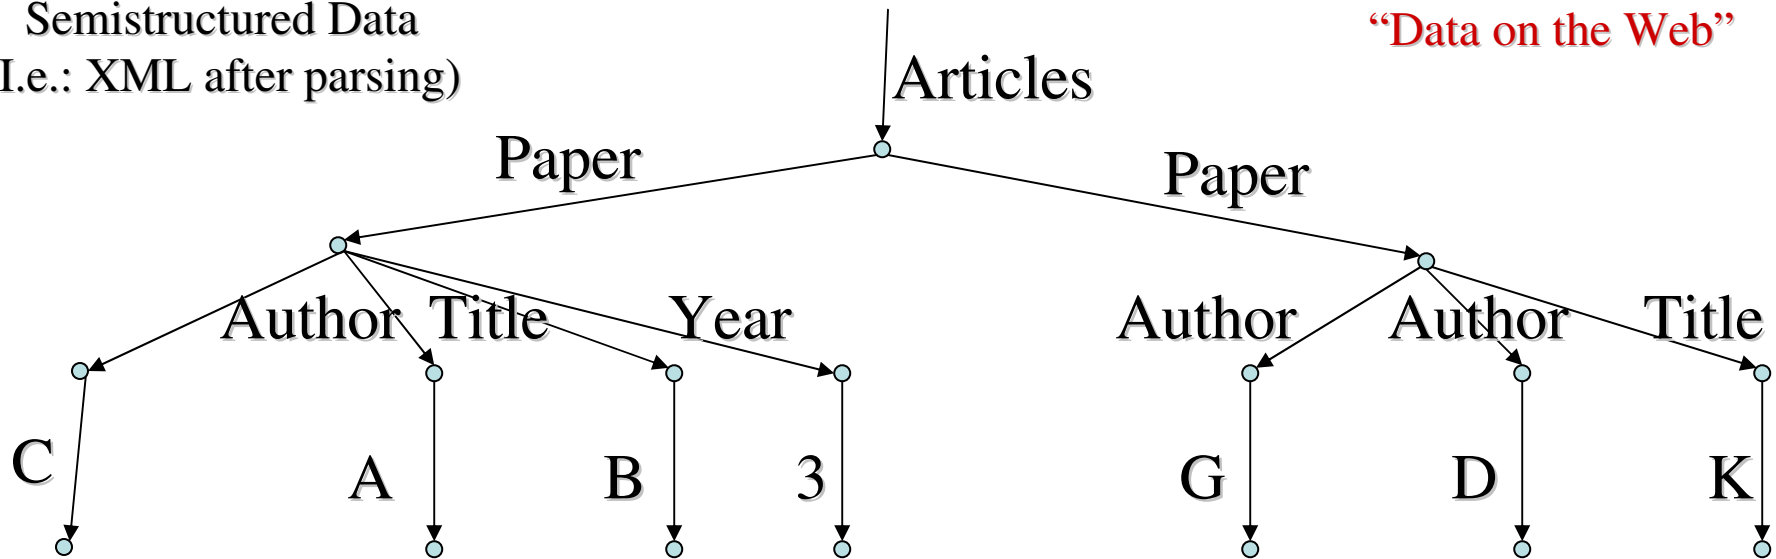 Semistructured Data
I.e.: XML after parsing)
“Data on the Web”
Articles
Paper
Paper
Author Title Year Author Author Title
C A B 3 G D K